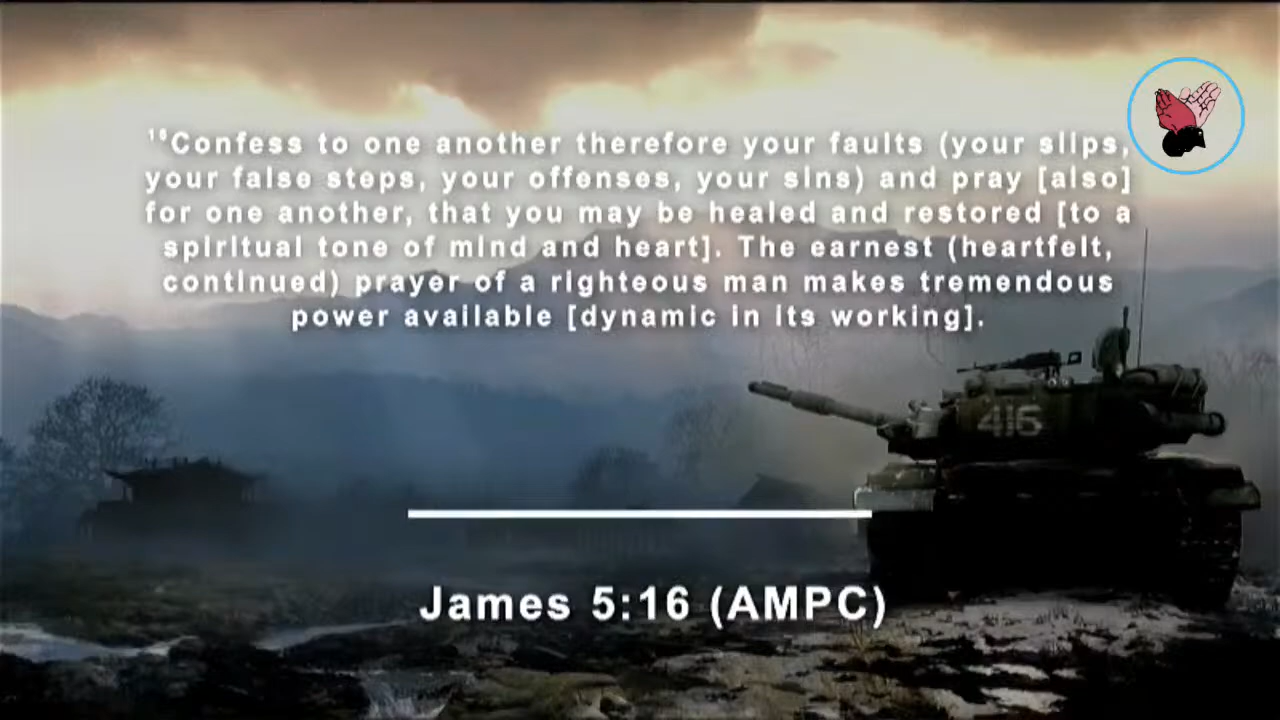 ¹⁶Confess to one another therefore your faults (your slips,
your false steps, your offenses, your sins) and pray [also]
for one another, that you may be healed and restored [to a
spiritual tone of mind and heart]. The earnest (heartfelt,
continued) prayer of a righteous man makes tremendous
power available [dynamic in its working].
416
James 5:16 (AMPC)